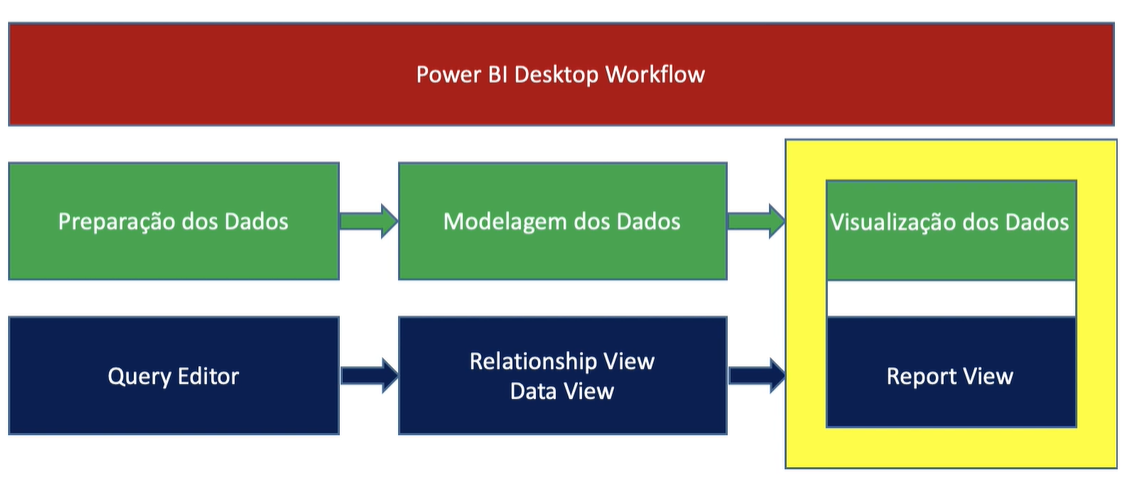 Power BI Desktop Workflow
Preparação dos Dados
Modelagem dos Dados
Visualização dos Dados
Query Editor
Relationship View
Data View
Report View